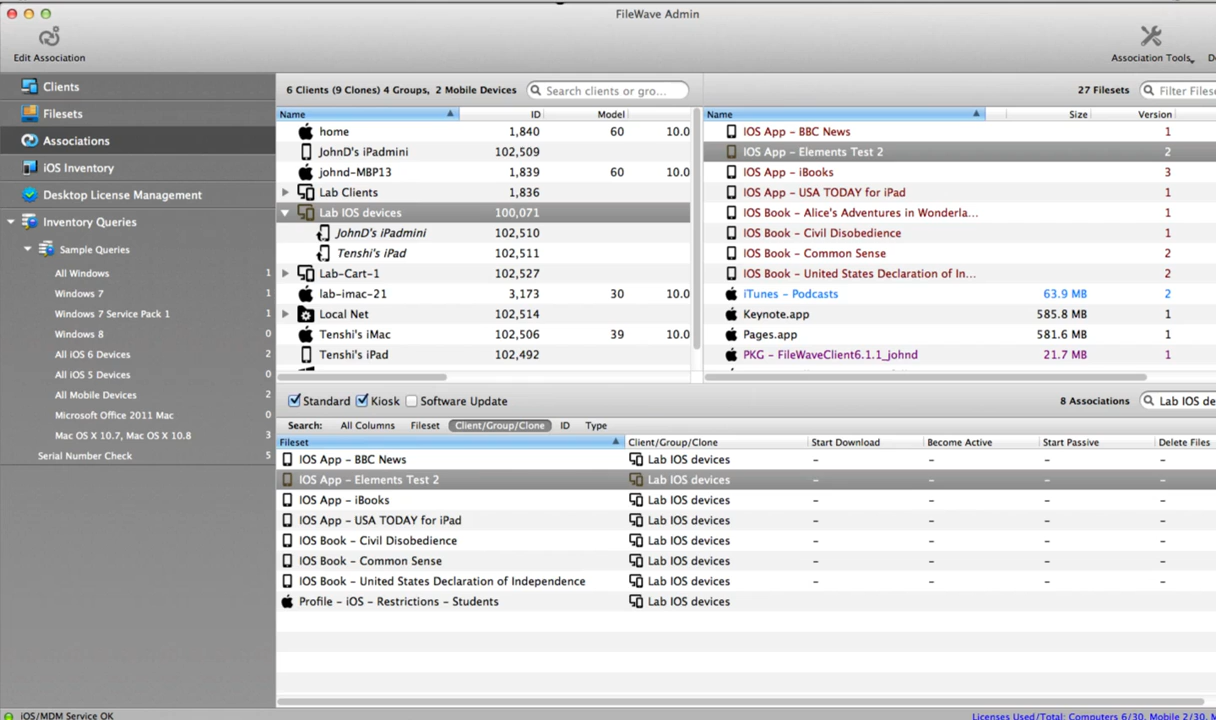 FileWave Admin
Edit Association
Association Tools
Clients
Filesets
Associations
iOS Inventory
Desktop License Management
Inventory Queries
Sample Queries
All Windows 1
Windows 7 1
Windows 7 Service Pack 1 1
Windows 8 0
All iOS 6 Devices 2
All iOS 5 Devices 0
All Mobile Devices 2
Microsoft Office 2011 Mac 0
Mac OS X 10.7, Mac OS X 10.8 3
Serial Number Check 5
6 Clients (9 Clones) 4 Groups, 2 Mobile Devices
Search clients or gro...
Name ID Model
home 1,840 60 10.0
JohnD's iPadmini 102,509
johnd-MBP13 1,839 60 10.0
Lab Clients 1,836
Lab IOS devices 100,071
JohnD's iPadmini 102,510
Tenshi's iPad 102,511
Lab-Cart-1 102,527
lab-imac-21 3,173 30 10.0
Local Net 102,514
Tenshi's iMac 102,506 39 10.0
Tenshi's iPad 102,492
27 Filesets
Filter Files
Name Size Version
IOS App - BBC News 1
IOS App - Elements Test 2 2
IOS App - iBooks 3
IOS App - USA TODAY for iPad 1
IOS Book - Alice's Adventures in Wonderla... 1
IOS Book - Civil Disobedience 1
IOS Book - Common Sense 2
IOS Book - United States Declaration of In... 2
iTunes - Podcasts 63.9 MB 2
Keynote.app 585.8 MB 1
Pages.app 581.6 MB 1
PKG - FileWaveClient6.1.1_johnd 21.7 MB 1
Standard Kiosk Software Update
8 Associations
Lab IOS de
Search: All Columns Fileset Client/Group/Clone ID Type
Fileset Client/Group/Clone Start Download Become Active Start Passive Delete Files
IOS App - BBC News Lab IOS devices - - - -
IOS App - Elements Test 2 Lab IOS devices - - - -
IOS App - iBooks Lab IOS devices - - - -
IOS App - USA TODAY for iPad Lab IOS devices - - - -
IOS Book - Civil Disobedience Lab IOS devices - - - -
IOS Book - Common Sense Lab IOS devices - - - -
IOS Book - United States Declaration of Independence Lab IOS devices - - - -
Profile - iOS - Restrictions - Students Lab IOS devices
iOS/MDM Service OK
Licenses Used/Total: Computers 6/30, Mobile 2/30, M